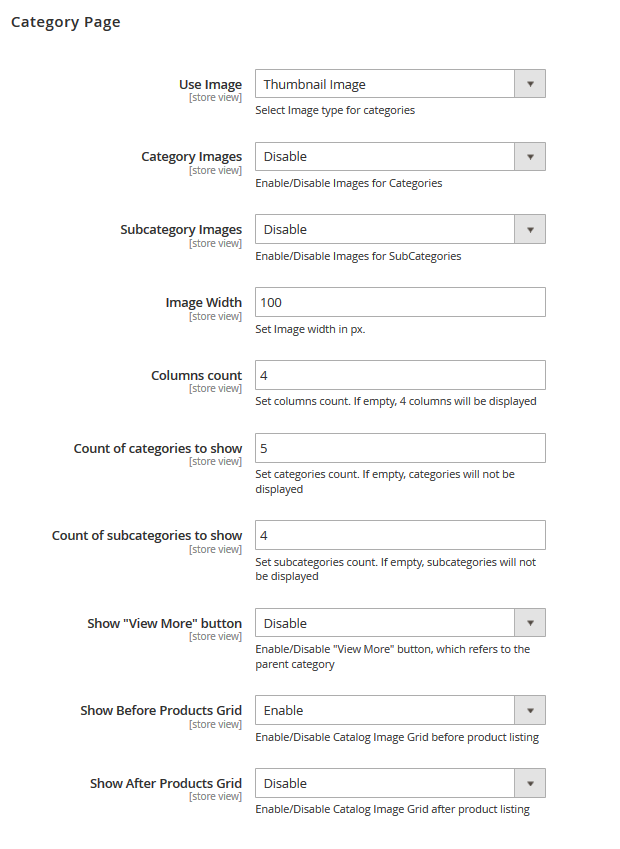 Category Page
Use Image
[store view]
Thumbnail Image
Select Image type for categories
Category Images
[store view]
Disable
Enable/Disable Images for Categories
Subcategory Images
[store view]
Disable
Enable/Disable Images for SubCategories
Image Width
[store view]
100
Set Image width in px.
Columns count
[store view]
4
Set columns count. If empty, 4 columns will be displayed
Count of categories to show
[store view]
5
Set categories count. If empty, categories will not be
displayed
Count of subcategories to show
[store view]
4
Set subcategories count. If empty, subcategories will not
be displayed
Show "View More" button
[store view]
Disable
Enable/Disable "View More" button, which refers to the
parent category
Show Before Products Grid
[store view]
Enable
Enable/Disable Catalog Image Grid before product listing
Show After Products Grid
[store view]
Disable
Enable/Disable Catalog Image Grid after product listing